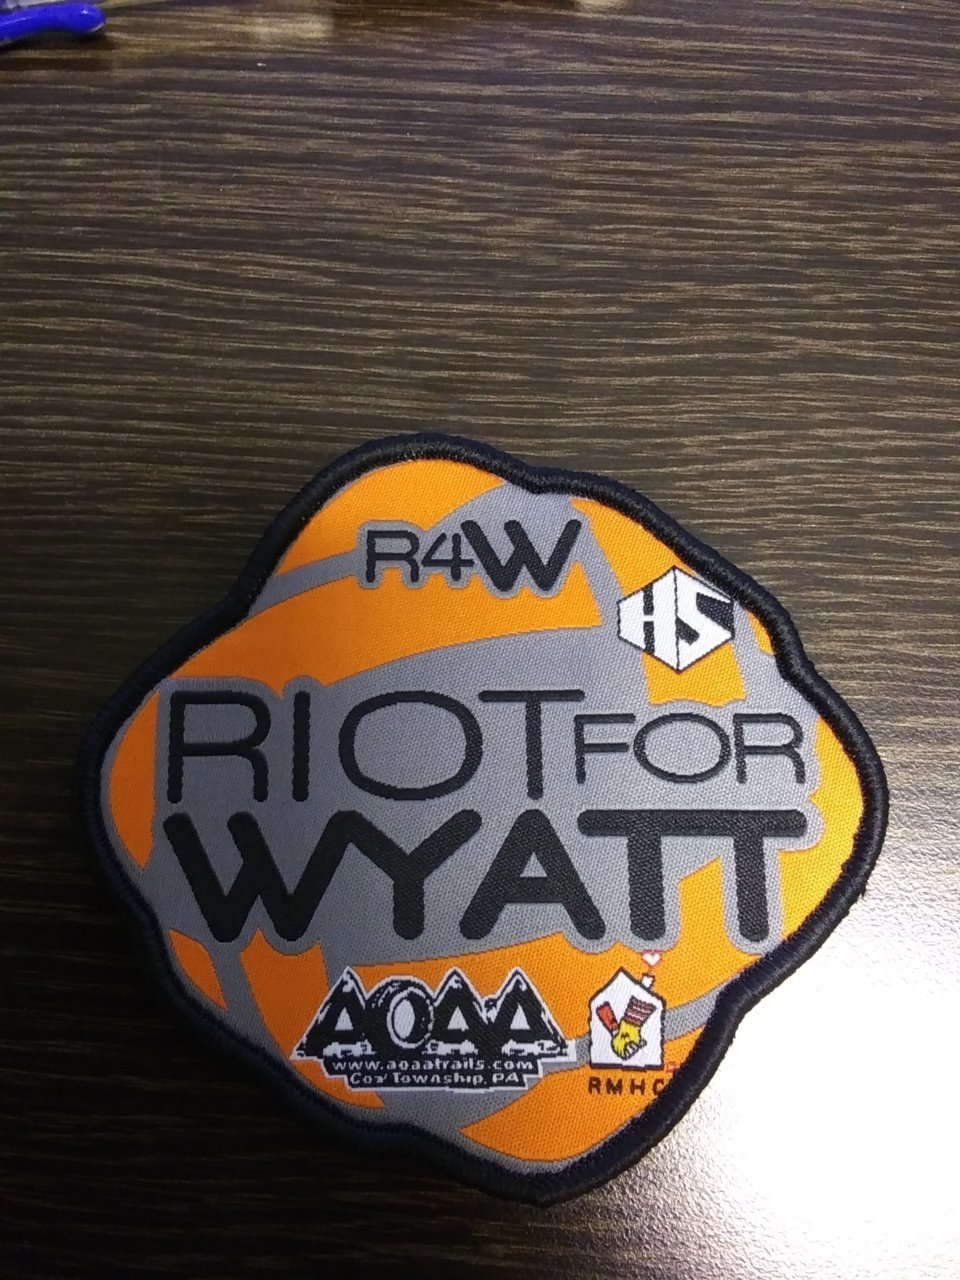 R4W
HS
RIOT FOR
WYATT
AOAA
www.aoaatrails.com
Coal Township, PA
RMHC